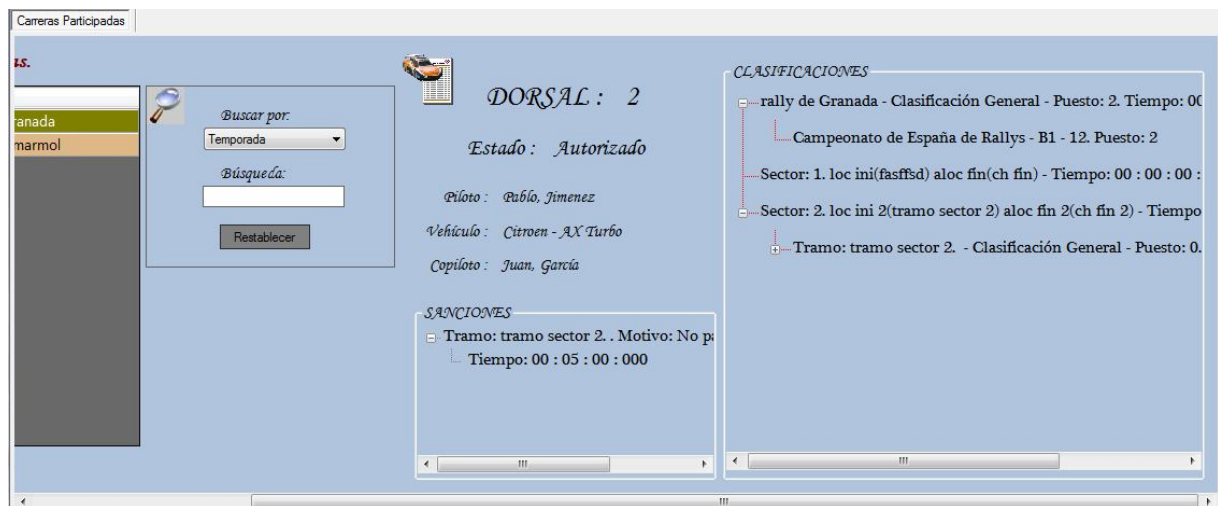 Carreras Participadas
as.
ranada
marmol
Buscar por:
Temporada
Búsqueda:
Restablecer
DORSAL : 2
Estado : Autorizado
Piloto : Pablo, Jimenez
Vehículo : Citroen - AX Turbo
Copiloto : Juan, García
SANCIONES
Tramo: tramo sector 2. . Motivo: No pa
Tiempo: 00 : 05 : 00 : 000
CLASIFICACIONES
rally de Granada - Clasificación General - Puesto: 2. Tiempo: 00
Campeonato de España de Rallys - B1 - 12. Puesto: 2
Sector: 1. loc ini(fasffsd) aloc fin(ch fin) - Tiempo: 00 : 00 : 00 :
Sector: 2. loc ini 2(tramo sector 2) aloc fin 2(ch fin 2) - Tiempo
Tramo: tramo sector 2. - Clasificación General - Puesto: 0.